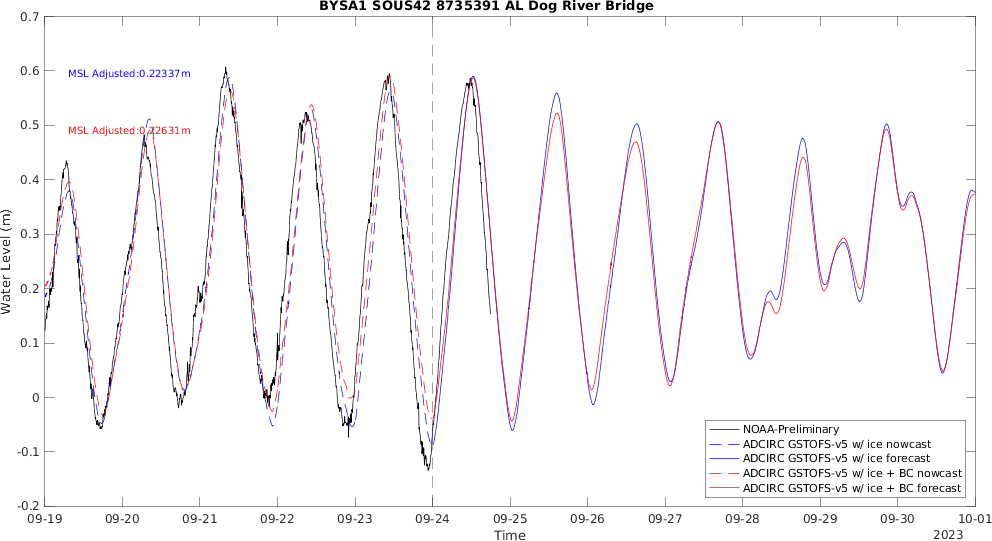 BYSA1 SOUS42 8735391 AL Dog River Bridge
0.7
0.6
0.5
0.4
0.3
0.2
0.1
0
-0.1
-0.2
Water Level (m)
MSL Adjusted:0.22337m
MSL Adjusted:0.22631m
NOAA-Preliminary
ADCIRC GSTOFS-v5 w/ ice nowcast
ADCIRC GSTOFS-v5 w/ ice forecast
ADCIRC GSTOFS-v5 w/ ice + BC nowcast
ADCIRC GSTOFS-v5 w/ ice + BC forecast
09-19 09-20 09-21 09-22 09-23 09-24 09-25 09-26 09-27 09-28 09-29 09-30 10-01
Time
2023